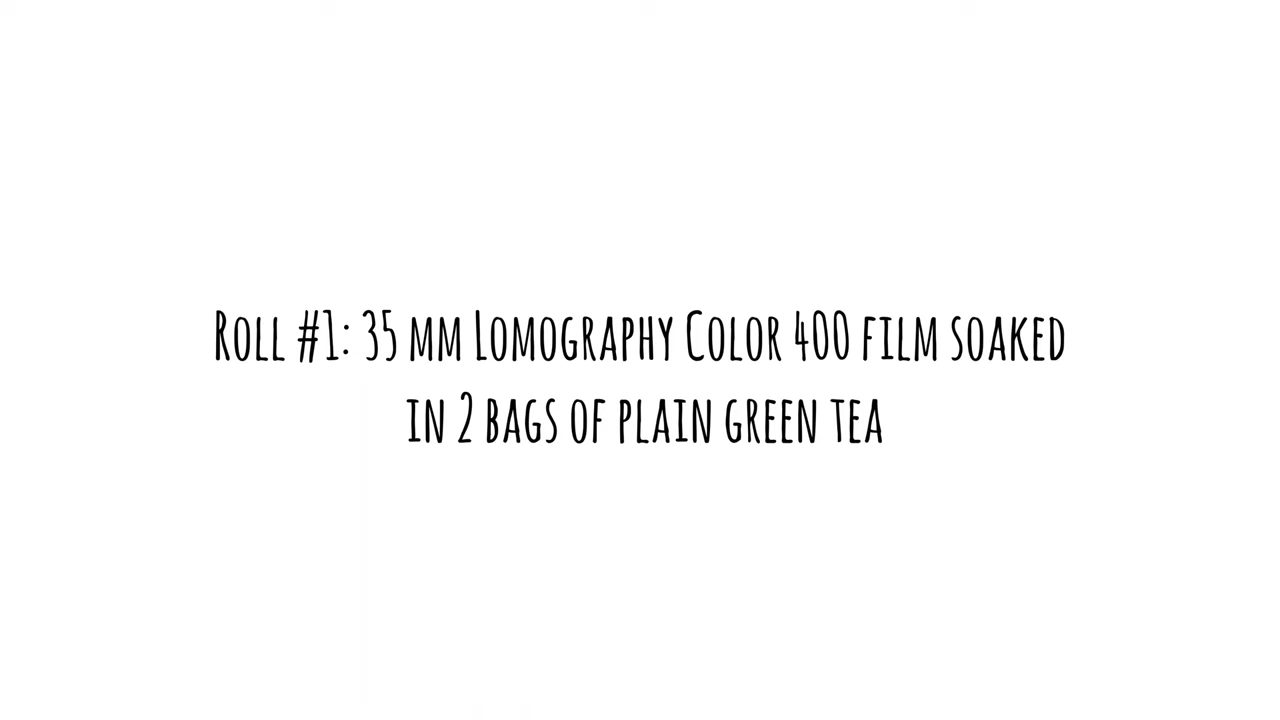 Roll #1: 35 mm Lomography Color 400 film soaked
in 2 bags of plain green tea